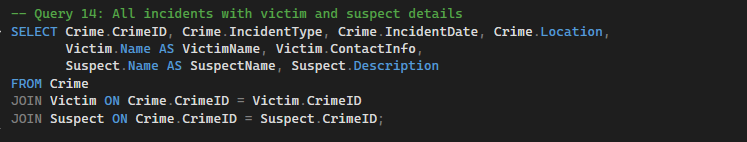 -- Query 14: All incidents with victim and suspect details
SELECT Crime.CrimeID, Crime.IncidentType, Crime.IncidentDate, Crime.Location,
       Victim.Name AS VictimName, Victim.ContactInfo,
       Suspect.Name AS SuspectName, Suspect.Description
FROM Crime
JOIN Victim ON Crime.CrimeID = Victim.CrimeID
JOIN Suspect ON Crime.CrimeID = Suspect.CrimeID;